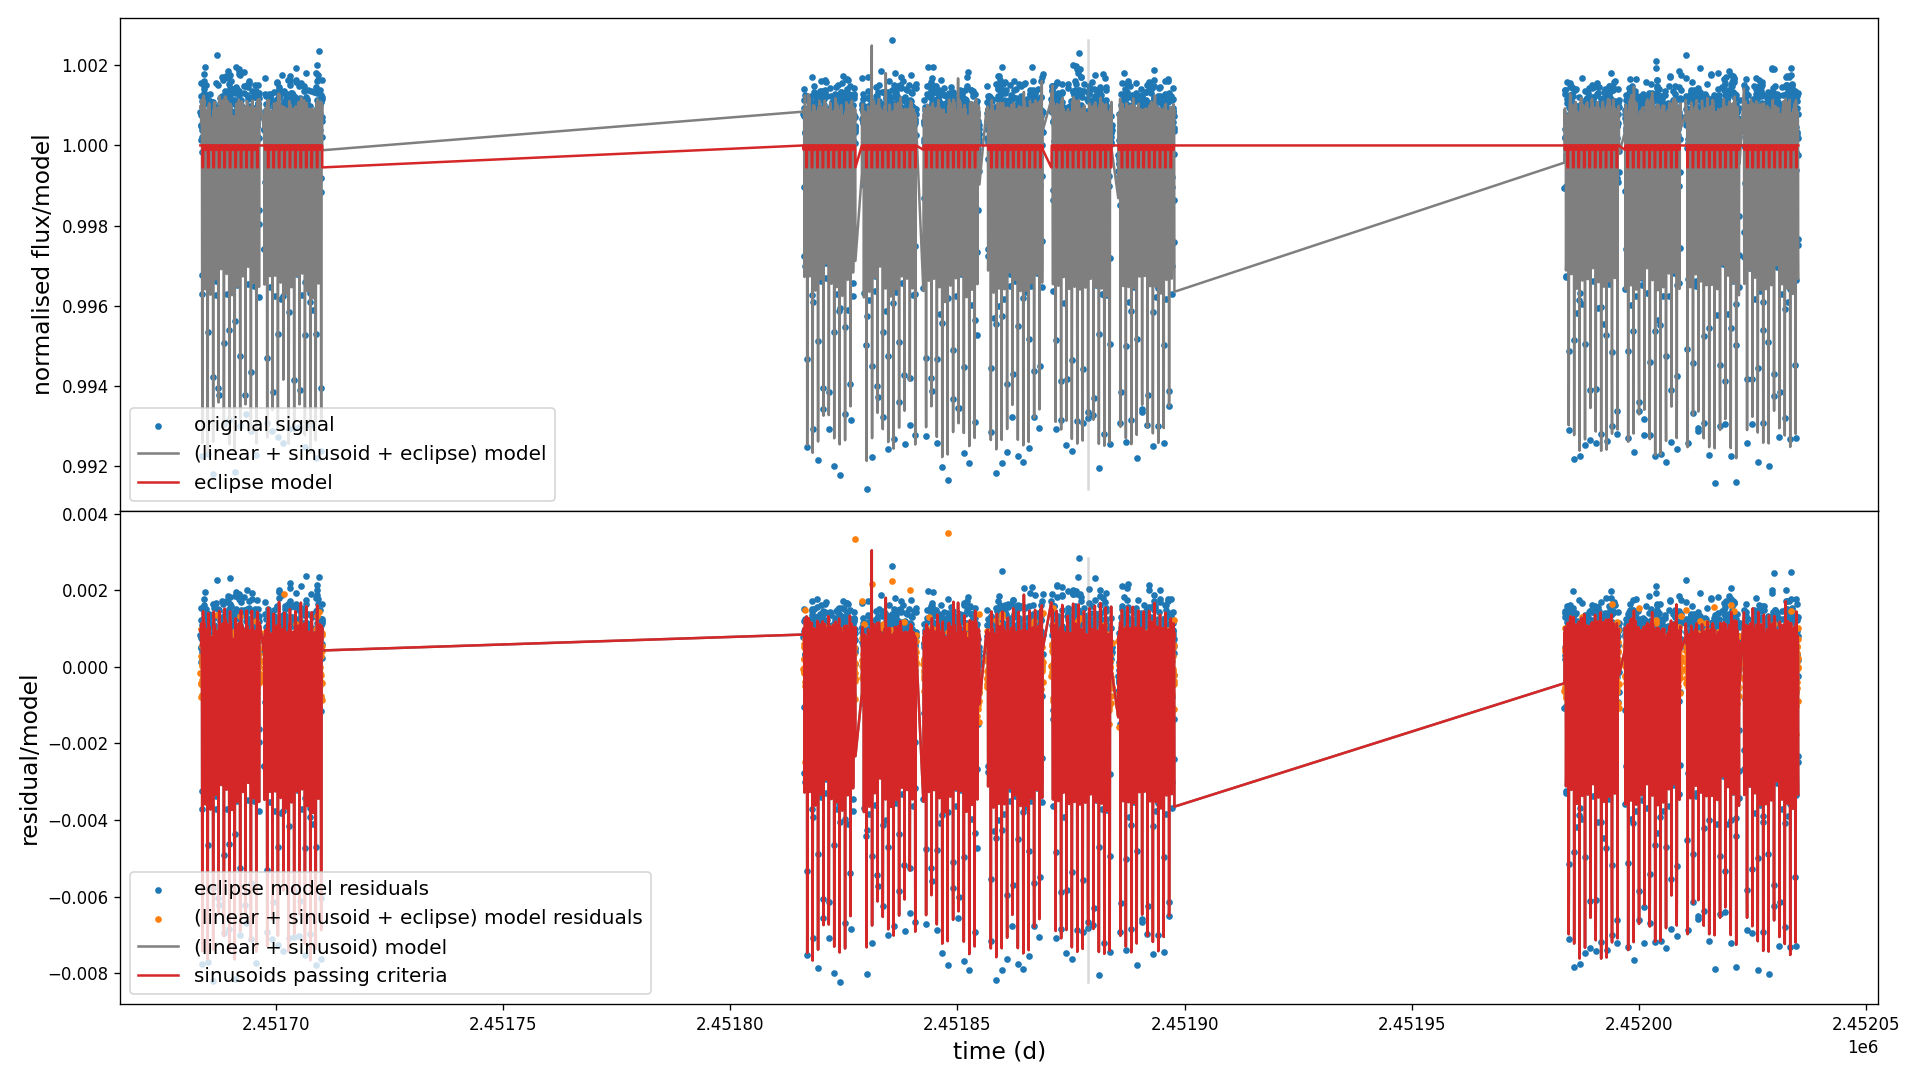 normalised flux/model
1.002
1.000
0.998
0.996
0.994
0.992
original signal
(linear + sinusoid + eclipse) model
eclipse model
residual/model
0.004
0.002
0.000
−0.002
−0.004
−0.006
−0.008
eclipse model residuals
(linear + sinusoid + eclipse) model residuals
(linear + sinusoid) model
sinusoids passing criteria
2.45170 2.45175 2.45180 2.45185 2.45190 2.45195 2.45200 2.45205
time (d)
1e6